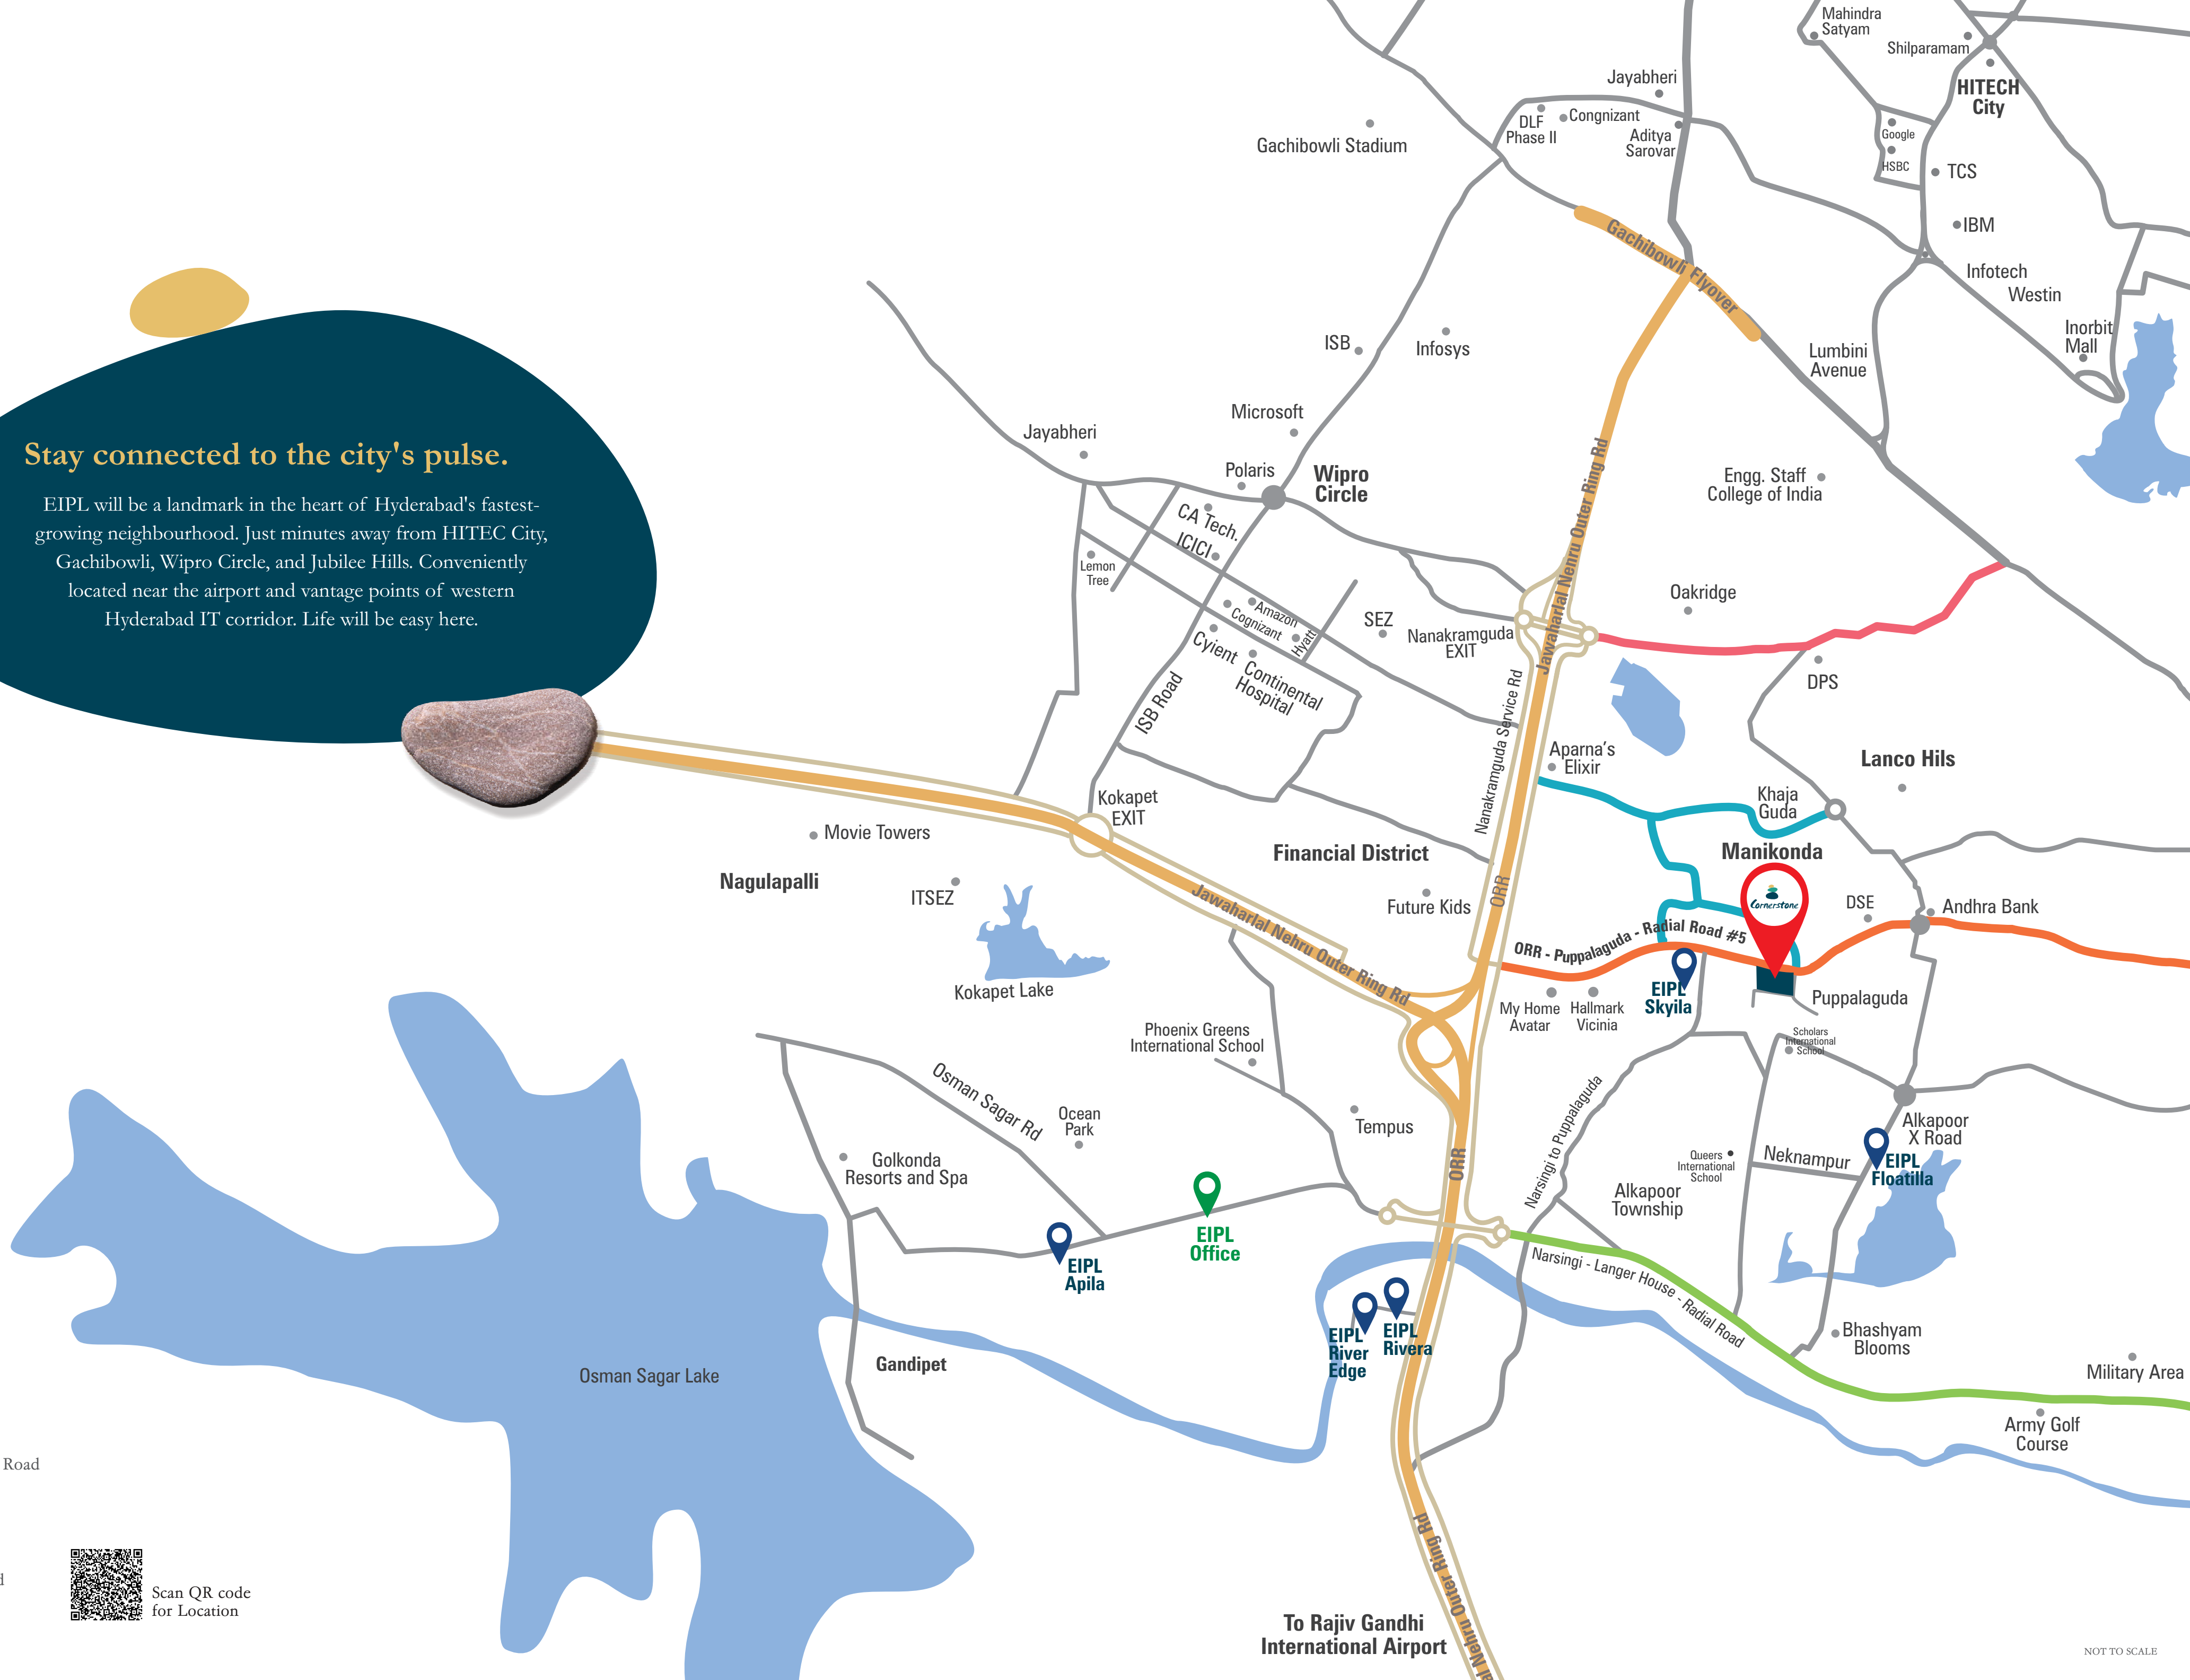 Stay connected to the city's pulse.
EIPL will be a landmark in the heart of Hyderabad's fastest-
growing neighbourhood. Just minutes away from HITEC City,
Gachibowli, Wipro Circle, and Jubilee Hills. Conveniently
located near the airport and vantage points of western
Hyderabad IT corridor. Life will be easy here.
Mahindra
Satyam
Shilparamam
HITECH
City
Jayabheri
DLF
Phase II
Congnizant
Aditya
Sarovar
Google
HSBC
TCS
IBM
Gachibowli Stadium
Gachibowli Flyover
Infotech
Westin
Inorbit
Mall
Lumbini
Avenue
ISB
Infosys
Microsoft
Jayabheri
Polaris
Wipro
Circle
CA Tech.
ICICI
Lemon
Tree
Engg. Staff
College of India
Jawaharlal Nehru Outer Ring Rd
Amazon
Cognizant
Hyatt
SEZ
Nanakramguda
EXIT
Oakridge
Cyient
Continental
Hospital
ISB Road
DPS
Nanakramguda Service Rd
Aparna's
Elixir
Lanco Hils
Khaja
Guda
Kokapet
EXIT
Movie Towers
Nagulapalli
ITSEZ
Financial District
Manikonda
Cornerstone
Future Kids
ORR
Jawaharlal Nehru Outer Ring Rd
DSE
Andhra Bank
ORR - Puppalaguda - Radial Road #5
EIPL
Skyila
Kokapet Lake
My Home
Avatar
Hallmark
Vicinia
Puppalaguda
Scholars
International
School
Phoenix Greens
International School
Osman Sagar Rd
Ocean
Park
Tempus
Narsingi to Puppalaguda
Alkapoor
X Road
Golkonda
Resorts and Spa
ORR
Queers
International
School
Neknampur
EIPL
Floatilla
Alkapoor
Township
EIPL
Office
EIPL
Apila
Narsingi - Langer House - Radial Road
EIPL
River
Edge
EIPL
Rivera
Bhashyam
Blooms
Gandipet
Osman Sagar Lake
Military Area
Army Golf
Course
Road
Scan QR code
for Location
To Rajiv Gandhi
International Airport
al Nehru Outer Ring Rd
NOT TO SCALE